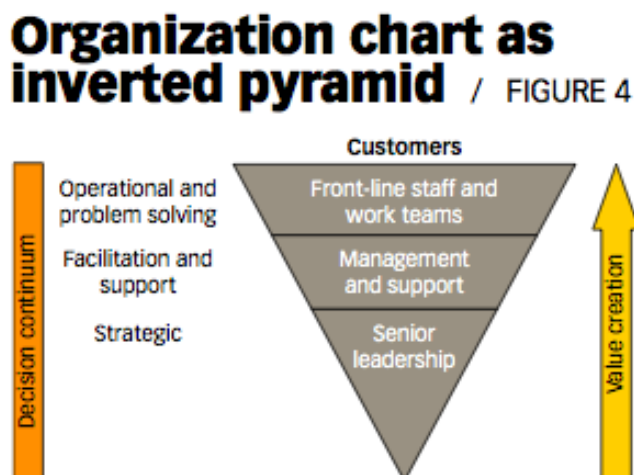 Organization chart as
inverted pyramid / FIGURE 4
Customers
Operational and
problem solving
Front-line staff and
work teams
Facilitation and
support
Management
and support
Strategic
Senior
leadership
Decision continuum
Value creation